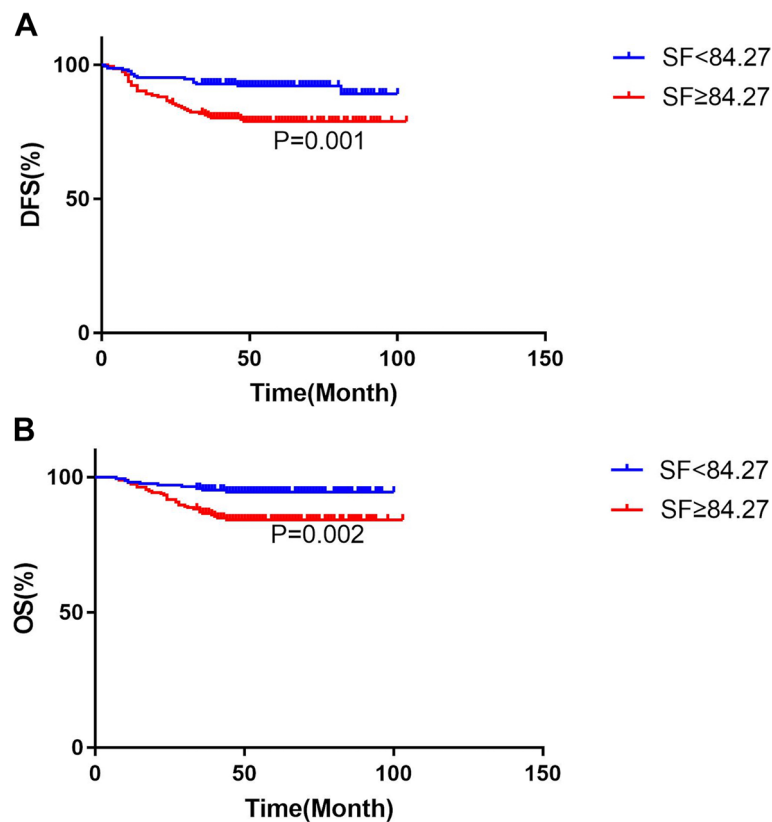 A
100
50
0
DFS(%)
P=0.001
0 50 100 150
Time(Month)
SF<84.27
SF≥84.27
B
100
50
0
OS(%)
P=0.002
0 50 100 150
Time(Month)
SF<84.27
SF≥84.27